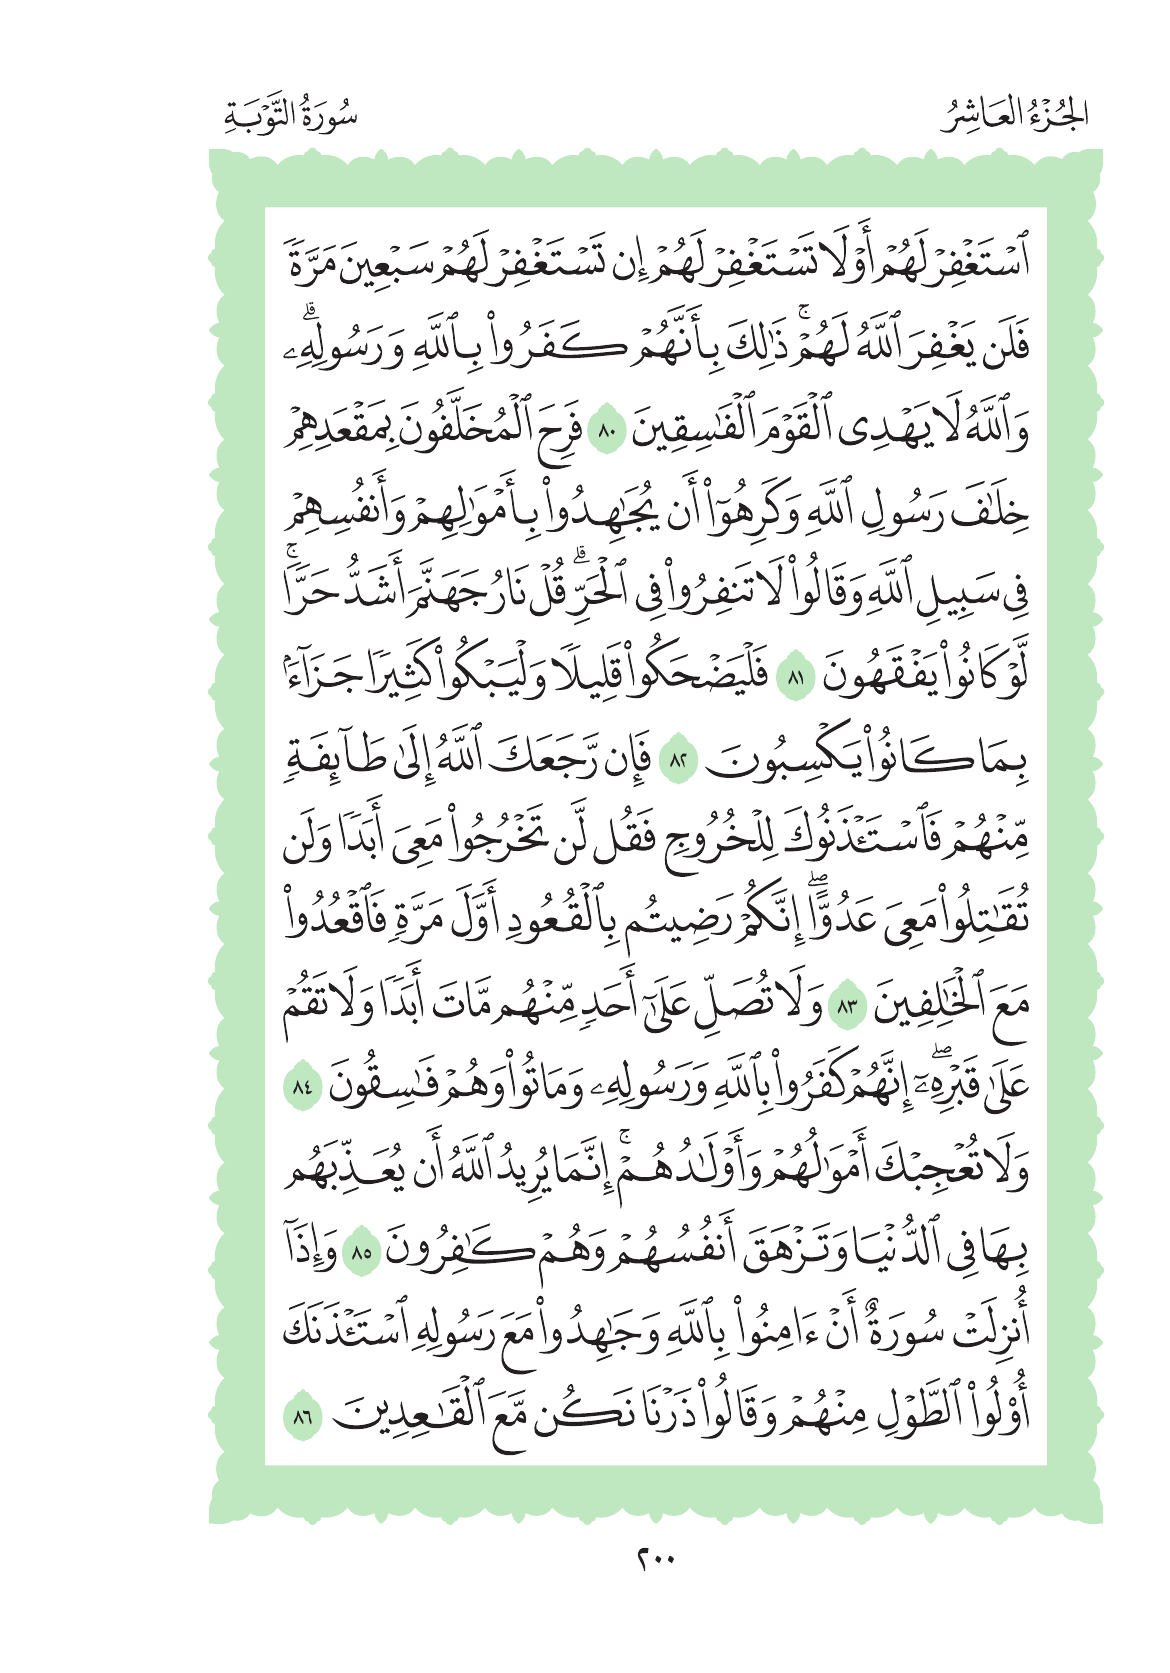 الجُزْءُ العَاشِرُ
سُورَةُ التَّوْبَةِ
ٱسْتَغْفِرْ لَهُمْ أَوْ لَا تَسْتَغْفِرْ لَهُمْ إِن تَسْتَغْفِرْ لَهُمْ سَبْعِينَ مَرَّةً
فَلَن يَغْفِرَ ٱللَّهُ لَهُمْۚ ذَٰلِكَ بِأَنَّهُمْ كَفَرُوا۟ بِٱللَّهِ وَرَسُولِهِۦۗ
وَٱللَّهُ لَا يَهْدِى ٱلْقَوْمَ ٱلْفَٰسِقِينَ ٨٠ فَرِحَ ٱلْمُخَلَّفُونَ بِمَقْعَدِهِمْ
خِلَٰفَ رَسُولِ ٱللَّهِ وَكَرِهُوٓا۟ أَن يُجَٰهِدُوا۟ بِأَمْوَٰلِهِمْ وَأَنفُسِهِمْ
فِى سَبِيلِ ٱللَّهِ وَقَالُوا۟ لَا تَنفِرُوا۟ فِى ٱلْحَرِّۗ قُلْ نَارُ جَهَنَّمَ أَشَدُّ حَرًّاۚ
لَّوْ كَانُوا۟ يَفْقَهُونَ ٨١ فَلْيَضْحَكُوا۟ قَلِيلًا وَلْيَبْكُوا۟ كَثِيرًا جَزَآءًۢ
بِمَا كَانُوا۟ يَكْسِبُونَ ٨٢ فَإِن رَّجَعَكَ ٱللَّهُ إِلَىٰ طَآئِفَةٍ
مِّنْهُمْ فَٱسْتَـْٔذَنُوكَ لِلْخُرُوجِ فَقُل لَّن تَخْرُجُوا۟ مَعِىَ أَبَدًا وَلَن
تُقَٰتِلُوا۟ مَعِىَ عَدُوًّاۖ إِنَّكُمْ رَضِيتُم بِٱلْقُعُودِ أَوَّلَ مَرَّةٍ فَٱقْعُدُوا۟
مَعَ ٱلْخَٰلِفِينَ ٨٣ وَلَا تُصَلِّ عَلَىٰٓ أَحَدٍ مِّنْهُم مَّاتَ أَبَدًا وَلَا تَقُمْ
عَلَىٰ قَبْرِهِۦٓۖ إِنَّهُمْ كَفَرُوا۟ بِٱللَّهِ وَرَسُولِهِۦ وَمَاتُوا۟ وَهُمْ فَٰسِقُونَ ٨٤
وَلَا تُعْجِبْكَ أَمْوَٰلُهُمْ وَأَوْلَٰدُهُمْۚ إِنَّمَا يُرِيدُ ٱللَّهُ أَن يُعَذِّبَهُم
بِهَا فِى ٱلدُّنْيَا وَتَزْهَقَ أَنفُسُهُمْ وَهُمْ كَٰفِرُونَ ٨٥ وَإِذَآ
أُنزِلَتْ سُورَةٌ أَنْ ءَامِنُوا۟ بِٱللَّهِ وَجَٰهِدُوا۟ مَعَ رَسُولِهِ ٱسْتَـْٔذَنَكَ
أُو۟لُوا۟ ٱلطَّوْلِ مِنْهُمْ وَقَالُوا۟ ذَرْنَا نَكُن مَّعَ ٱلْقَٰعِدِينَ ٨٦
٢٠٠